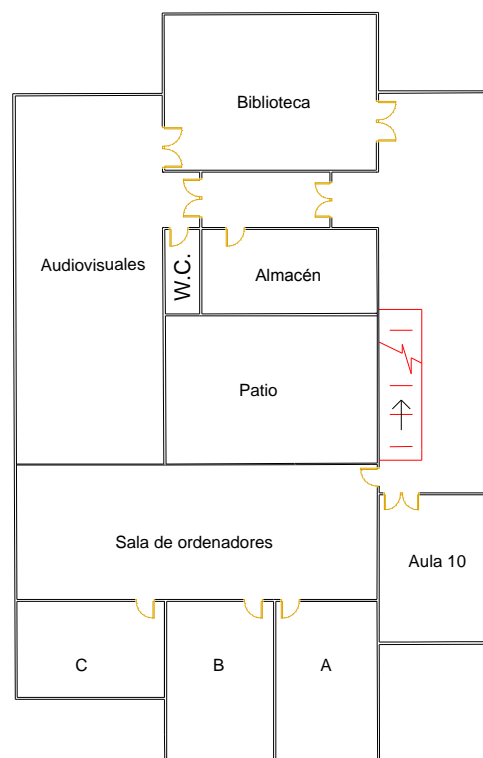 Biblioteca
Audiovisuales
W.C.
Almacén
Patio
Sala de ordenadores
Aula 10
C
B
A